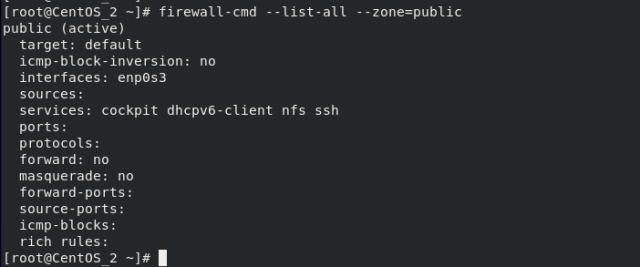 [root@CentOS_2 ~]# firewall-cmd --list-all --zone=public
public (active)
  target: default
  icmp-block-inversion: no
  interfaces: enp0s3
  sources:
  services: cockpit dhcpv6-client nfs ssh
  ports:
  protocols:
  forward: no
  masquerade: no
  forward-ports:
  source-ports:
  icmp-blocks:
  rich rules:
[root@CentOS_2 ~]#